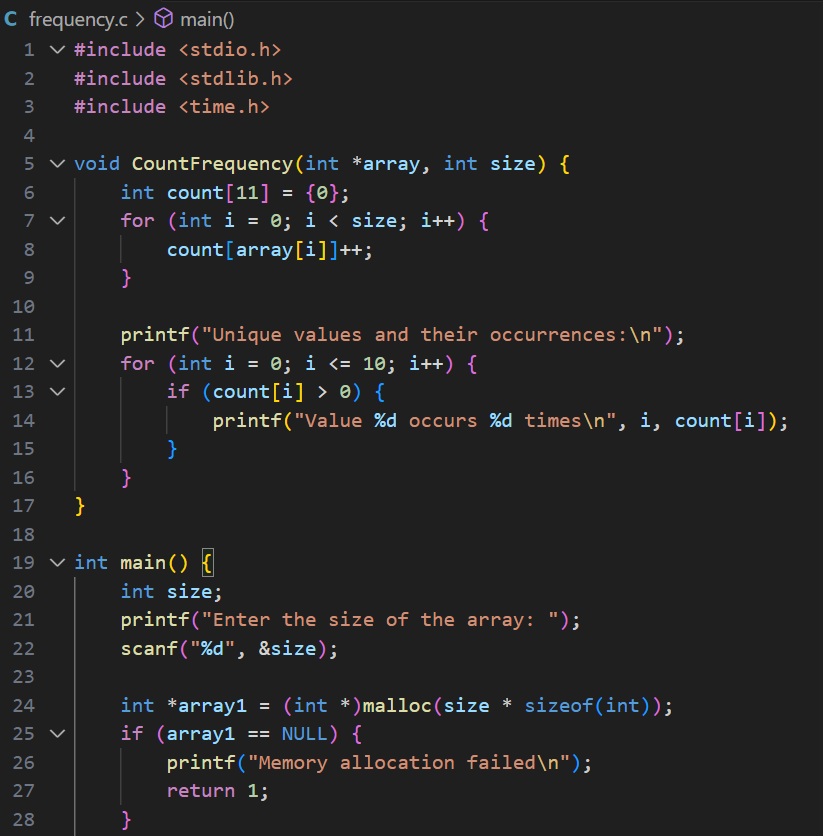 C frequency.c > main()
1 #include <stdio.h>
2 #include <stdlib.h>
3 #include <time.h>
4
5 void CountFrequency(int *array, int size) {
6     int count[11] = {0};
7     for (int i = 0; i < size; i++) {
8         count[array[i]]++;
9     }
10
11     printf("Unique values and their occurrences:\n");
12     for (int i = 0; i <= 10; i++) {
13         if (count[i] > 0) {
14             printf("Value %d occurs %d times\n", i, count[i]);
15         }
16     }
17 }
18
19 int main() {
20     int size;
21     printf("Enter the size of the array: ");
22     scanf("%d", &size);
23
24     int *array1 = (int *)malloc(size * sizeof(int));
25     if (array1 == NULL) {
26         printf("Memory allocation failed\n");
27         return 1;
28     }